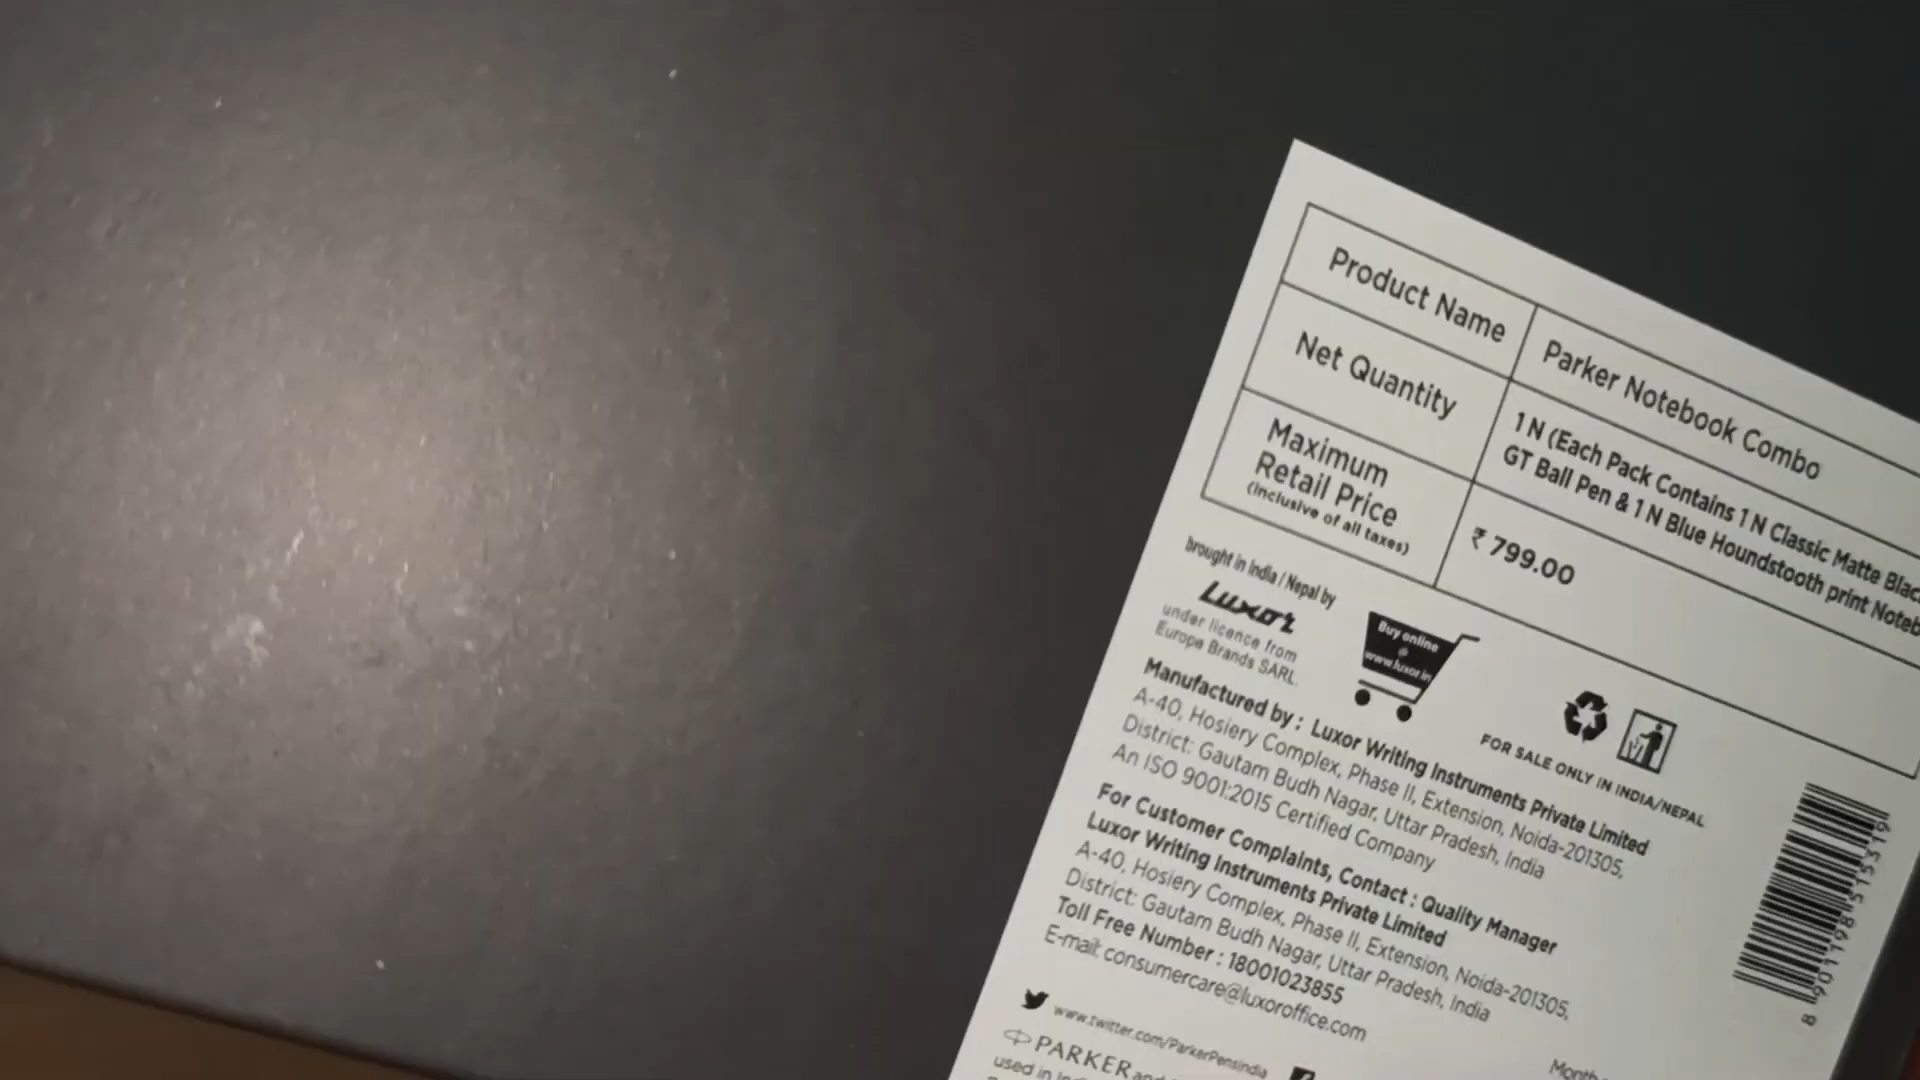 Product Name
Parker Notebook Combo
Net Quantity
1 N (Each Pack Contains 1 N Classic Matte
GT Ball Pen & 1 N Blue Houndstooth print
Maximum
Retail Price
(Inclusive of all taxes)
₹ 799.00
brought in India / Nepal by
Luxor
under licence from
Europe Brands SARL.
Buy online
@
www.luxor.in
FOR SALE ONLY IN INDIA/NEPAL
Manufactured by : Luxor Writing Instruments Private Limited
A-40, Hosiery Complex, Phase II, Extension, Noida-201305,
District: Gautam Budh Nagar, Uttar Pradesh, India
An ISO 9001:2015 Certified Company
For Customer Complaints, Contact : Quality Manager
Luxor Writing Instruments Private Limited
A-40, Hosiery Complex, Phase II, Extension, Noida-201305,
District: Gautam Budh Nagar, Uttar Pradesh, India
Toll Free Number : 18001023855
E-mail: consumercare@luxoroffice.com
www.twitter.com/ParkerPensIndia
PARKER and
used in
Month